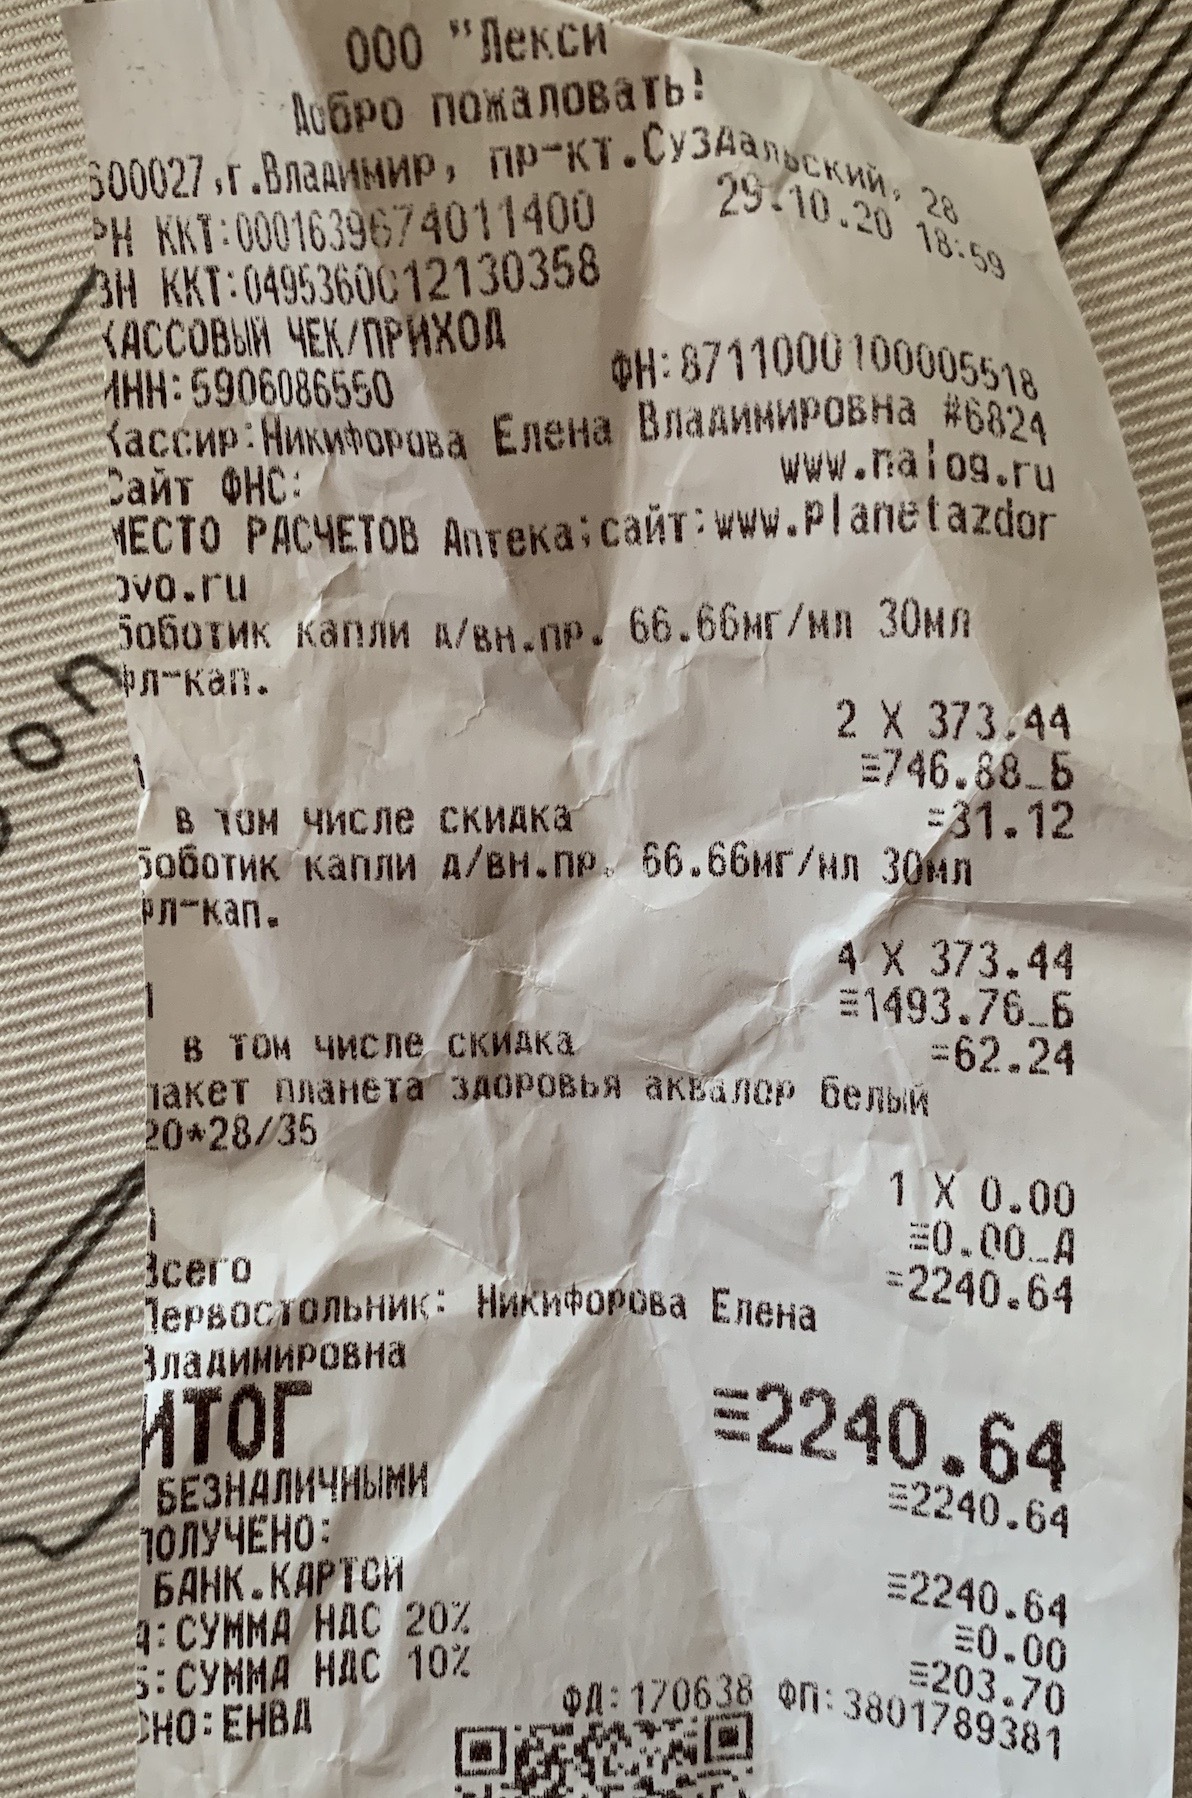 ООО "Лекси
Добро пожаловать!
600027,г.Владимир, пр-кт.Суздальский, 28
РН ККТ:0001639674011400 29.10.20 18:59
ЗН ККТ:0495360012130358
КАССОВЫЙ ЧЕК/ПРИХОД
ИНН:5906086550 ФН:8711000100005518
Кассир:Никифорова Елена Владимировна #6824
Сайт ФНС: www.nalog.ru
МЕСТО РАСЧЕТОВ Аптека;сайт:www.planetazdor
ovo.ru
Боботик капли д/вн.пр. 66.66мг/мл 30мл
фл-кап.
2 X 373.44
1 ≡746.88_Б
в том числе скидка =31.12
Боботик капли д/вн.пр. 66.66мг/мл 30мл
фл-кап.
4 X 373.44
1 ≡1493.76_Б
в том числе скидка =62.24
пакет планета здоровья аквалор белый
20*28/35
1 X 0.00
1 ≡0.00_А
Всего =2240.64
Первостольник: Никифорова Елена
Владимировна
ИТОГ ≡2240.64
БЕЗНАЛИЧНЫМИ ≡2240.64
ПОЛУЧЕНО:
БАНК.КАРТОЙ ≡2240.64
А:СУММА НДС 20% ≡0.00
Б:СУММА НДС 10% ≡203.70
СНО:ЕНВД ФД:170638 ФП:3801789381